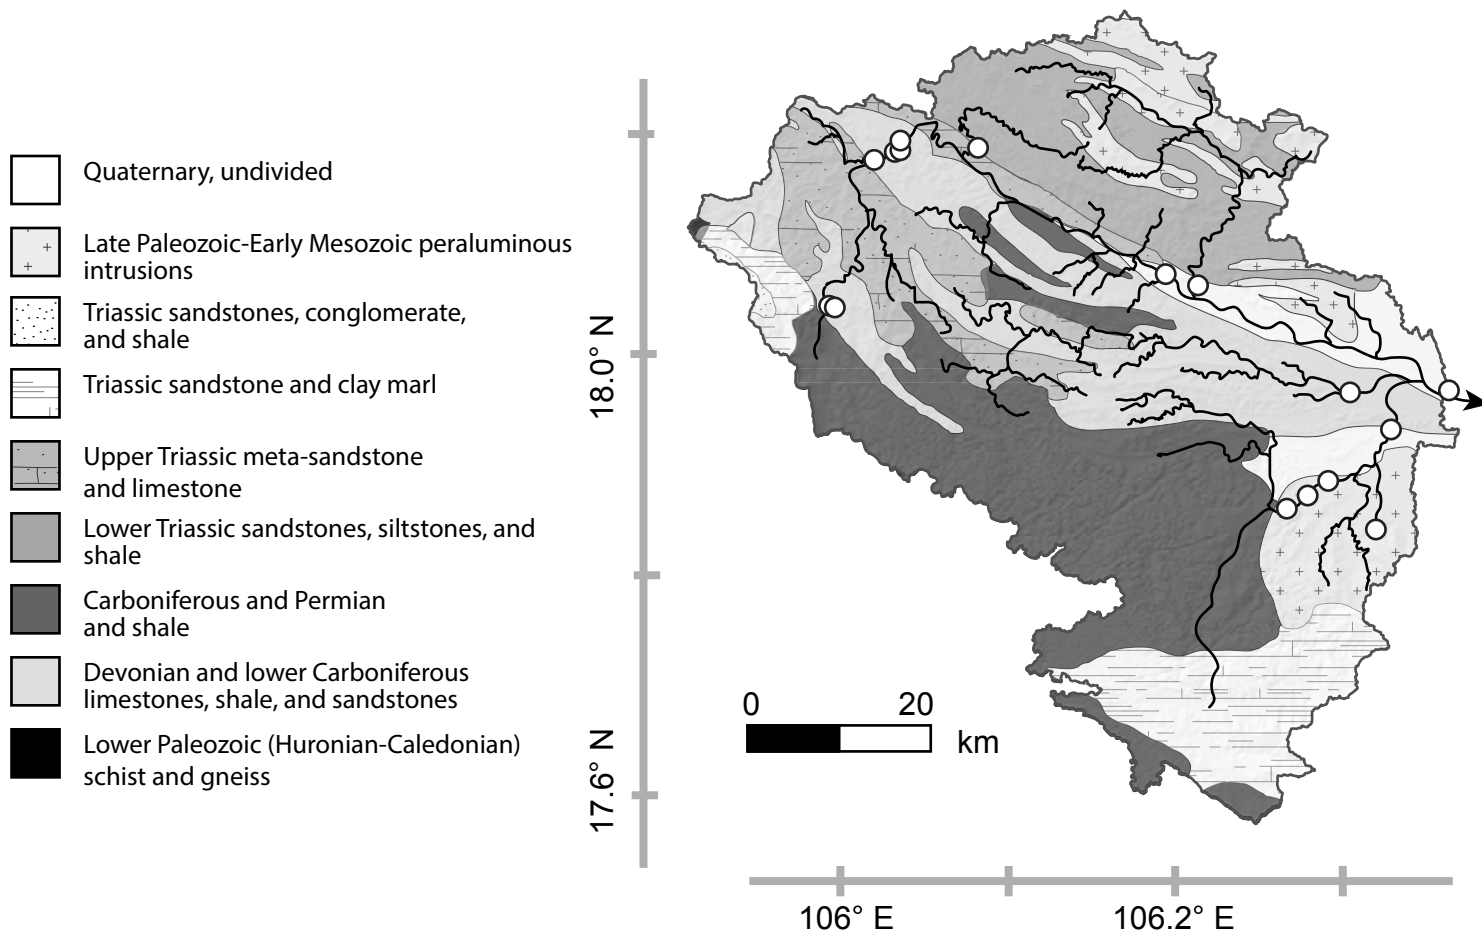 Quaternary, undivided
Late Paleozoic-Early Mesozoic peraluminous
intrusions
Triassic sandstones, conglomerate,
and shale
Triassic sandstone and clay marl
Upper Triassic meta-sandstone
and limestone
Lower Triassic sandstones, siltstones, and
shale
Carboniferous and Permian
and shale
Devonian and lower Carboniferous
limestones, shale, and sandstones
Lower Paleozoic (Huronian-Caledonian)
schist and gneiss
18.0° N
17.6° N
0 20
km
106° E
106.2° E